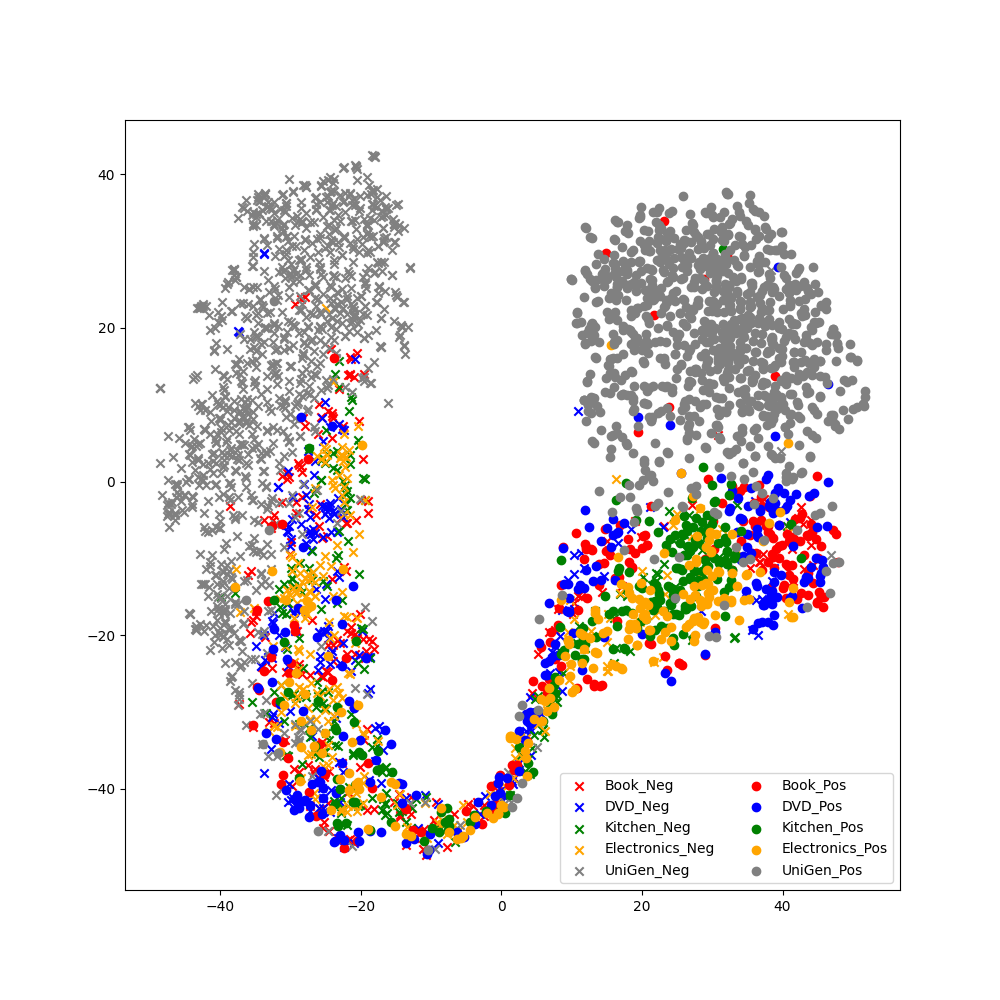 40
20
0
−20
−40
−40
−20
0
20
40
Book_Neg
DVD_Neg
Kitchen_Neg
Electronics_Neg
UniGen_Neg
Book_Pos
DVD_Pos
Kitchen_Pos
Electronics_Pos
UniGen_Pos